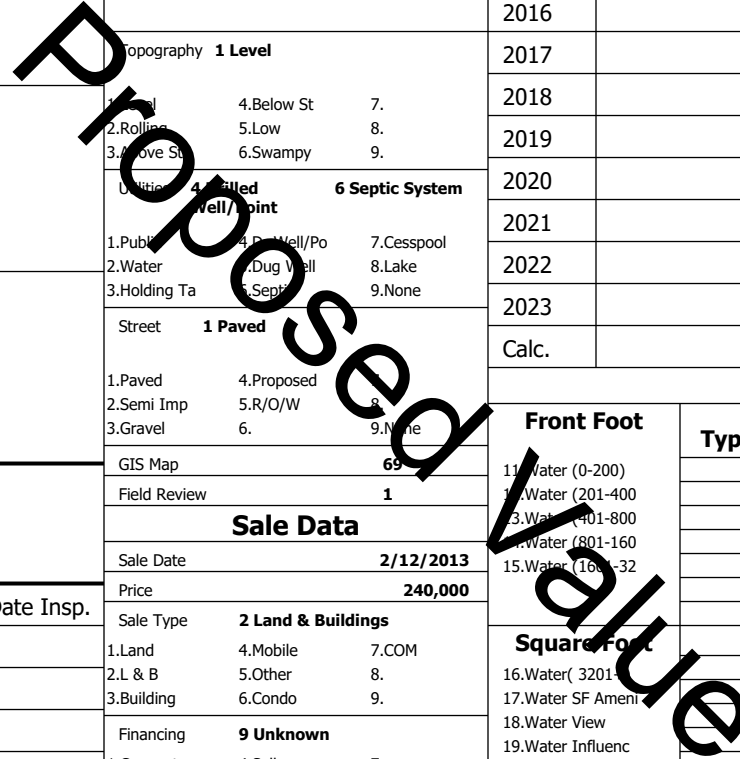 Topography 1 Level
1.Level 4.Below St 7.
2.Rolling 5.Low 8.
3.Above St 6.Swampy 9.
Utilities 4 Drilled 6 Septic System
Well/Point
1.Public 4.Dr Well/Po 7.Cesspool
2.Water 5.Dug Well 8.Lake
3.Holding Ta 6.Septic 9.None
Street 1 Paved
1.Paved 4.Proposed 7.
2.Semi Imp 5.R/O/W 8.
3.Gravel 6. 9.None
GIS Map 69
Field Review 1
Sale Data
Sale Date 2/12/2013
Price 240,000
Sale Type 2 Land & Buildings
1.Land 4.Mobile 7.COM
2.L & B 5.Other 8.
3.Building 6.Condo 9.
Financing 9 Unknown
Date Insp.
2016
2017
2018
2019
2020
2021
2022
2023
Calc.
Front Foot
Typ
11.Water (0-200)
12.Water (201-400
13.Water (401-800
14.Water (801-160
15.Water (1601-32
Square Foot
16.Water( 3201-
17.Water SF Ameni
18.Water View
19.Water Influenc
Proposed Value